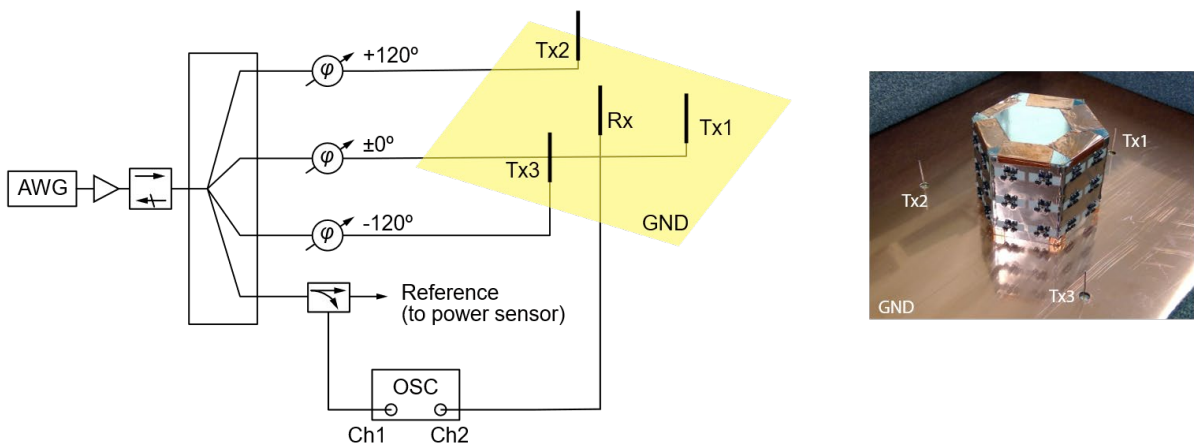 +120º
Tx2
Rx
Tx1
φ
±0º
Tx3
AWG
φ
-120º
GND
φ
Reference
(to power sensor)
OSC
Ch1
Ch2
Tx1
Tx2
Tx3
GND